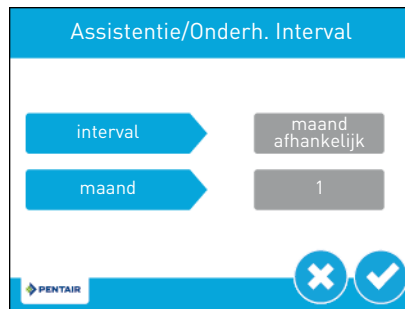 Assistentie/Onderh. Interval
interval
maand
afhankelijk
maand
1
PENTAIR